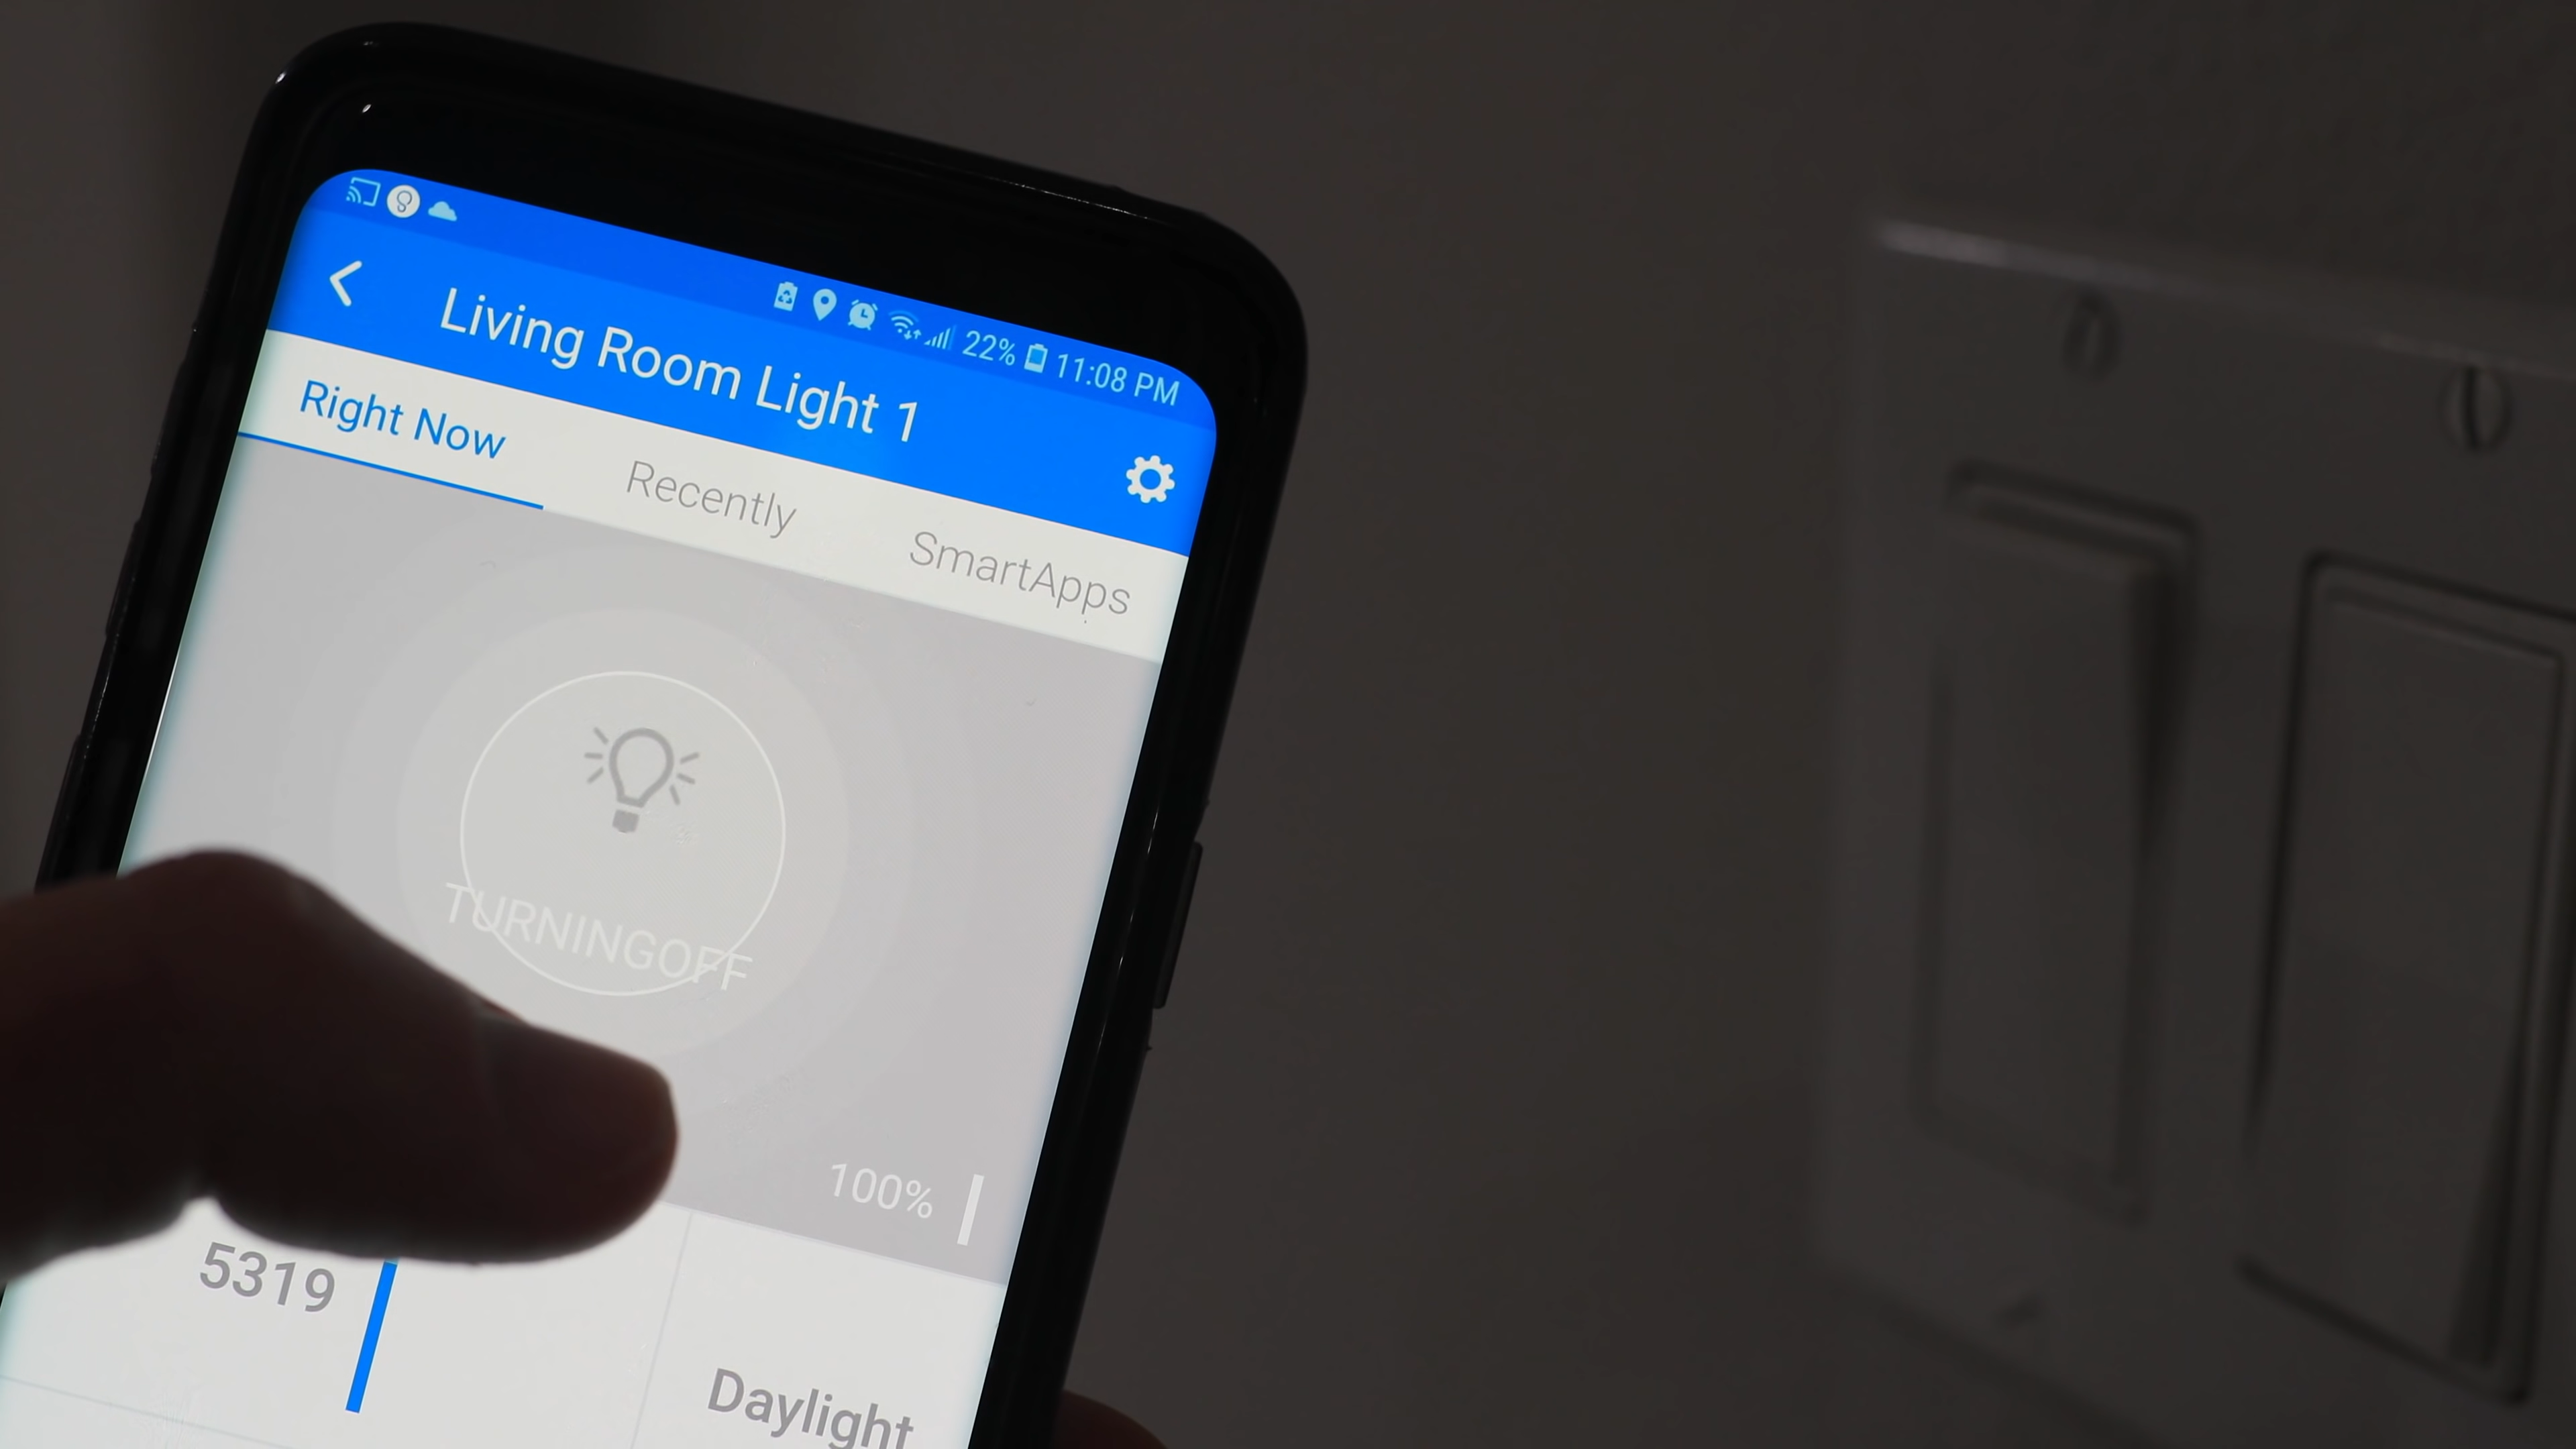 22% 11:08 PM
Living Room Light 1
Right Now Recently SmartApps
TURNINGOFF
100%
5319
Daylight